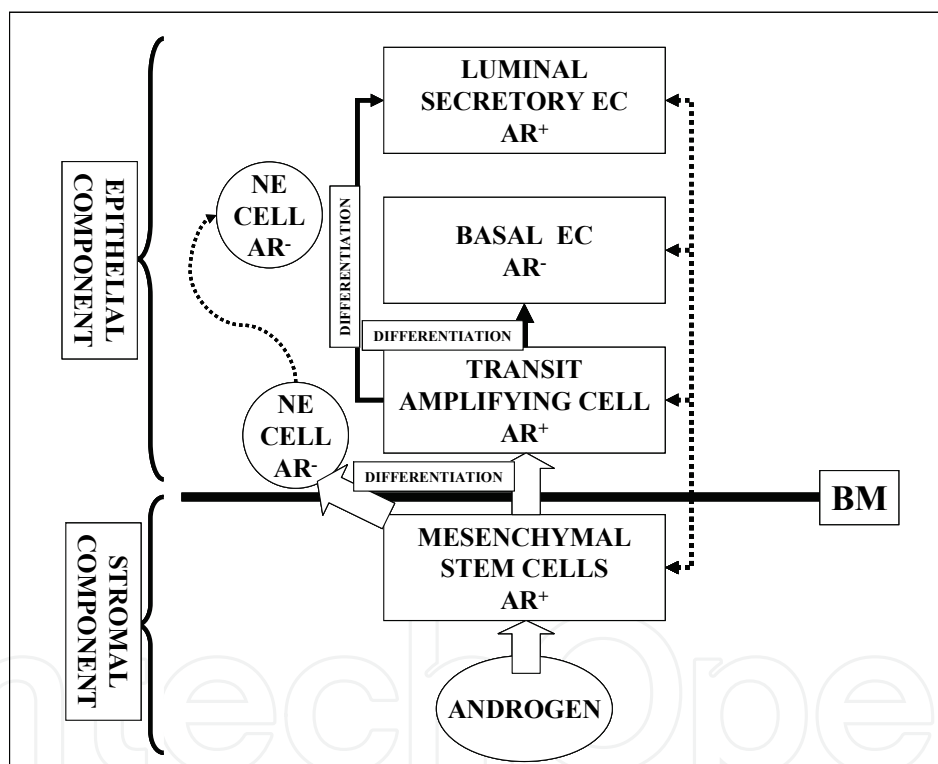 LUMINAL
SECRETORY EC
AR+
NE
CELL
AR-
DIFFERENTIATION
BASAL EC
AR-
EPITHELIAL
COMPONENT
DIFFERENTIATION
TRANSIT
AMPLIFYING CELL
AR+
NE
CELL
AR-
DIFFERENTIATION
BM
MESENCHYMAL
STEM CELLS
AR+
STROMAL
COMPONENT
ANDROGEN
ntechOpe